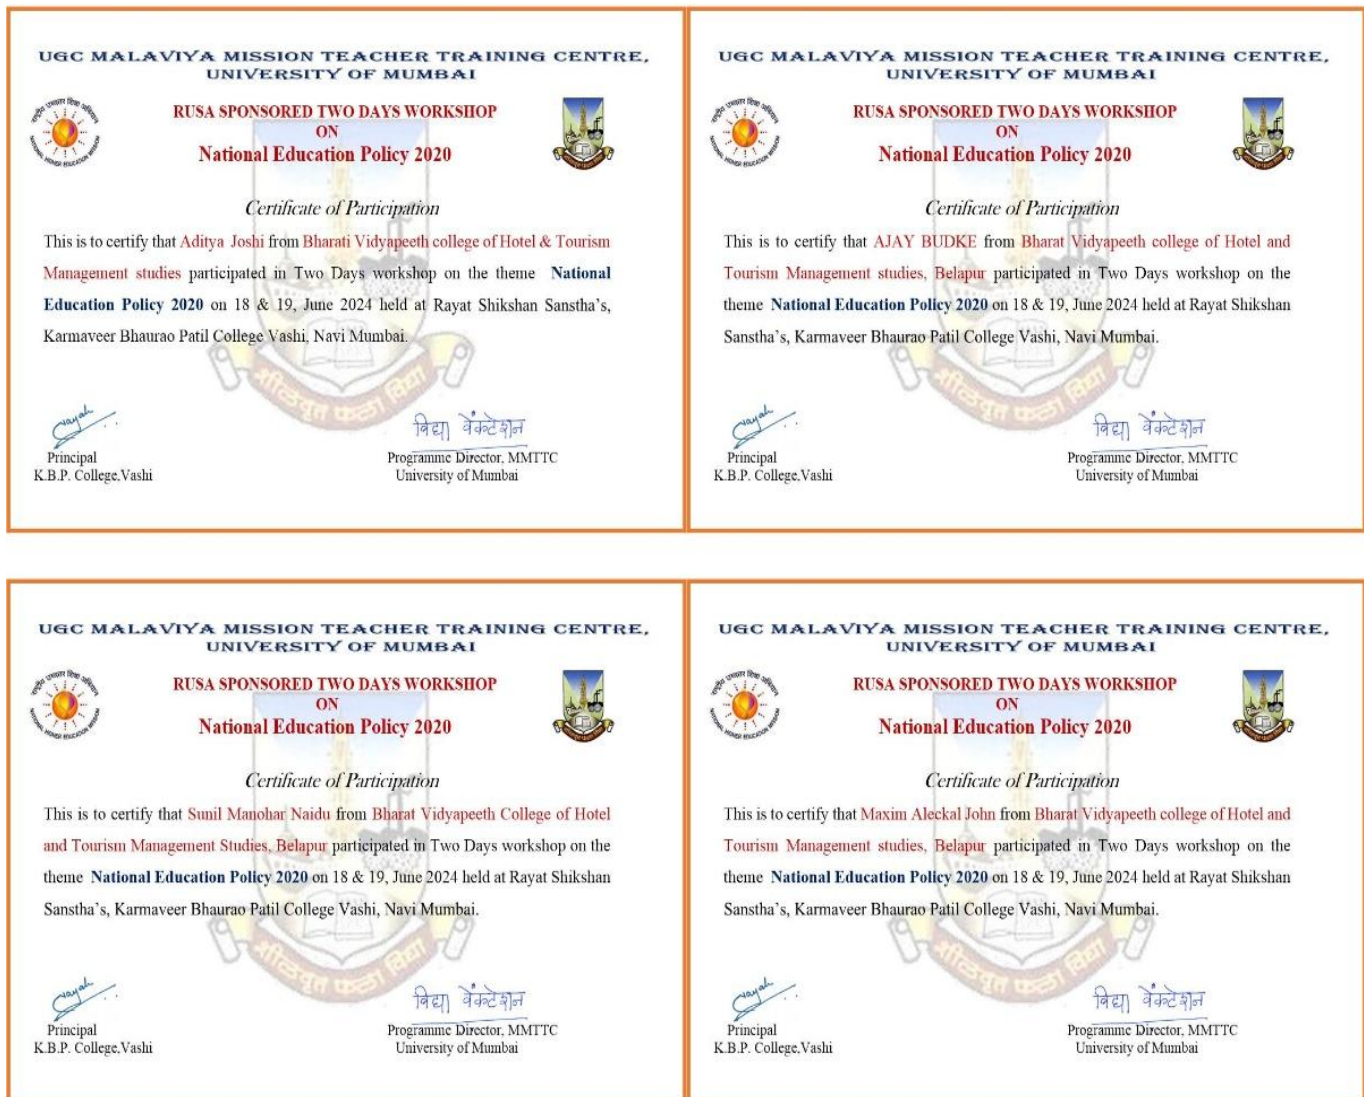 UGC MALAVIYA MISSION TEACHER TRAINING CENTRE,
UNIVERSITY OF MUMBAI
RUSA SPONSORED TWO DAYS WORKSHOP
ON
National Education Policy 2020
Certificate of Participation
This is to certify that Aditya Joshi from Bharati Vidyapeeth college of Hotel & Tourism
Management studies participated in Two Days workshop on the theme National
Education Policy 2020 on 18 & 19, June 2024 held at Rayat Shikshan Sanstha's,
Karmaveer Bhaurao Patil College Vashi, Navi Mumbai.
शीलवृत फला विद्या
विद्या वेंकटेशन
Principal
K.B.P. College,Vashi
Programme Director, MMTTC
University of Mumbai
UGC MALAVIYA MISSION TEACHER TRAINING CENTRE,
UNIVERSITY OF MUMBAI
RUSA SPONSORED TWO DAYS WORKSHOP
ON
National Education Policy 2020
Certificate of Participation
This is to certify that AJAY BUDKE from Bharat Vidyapeeth college of Hotel and
Tourism Management studies, Belapur participated in Two Days workshop on the
theme National Education Policy 2020 on 18 & 19, June 2024 held at Rayat Shikshan
Sanstha's, Karmaveer Bhaurao Patil College Vashi, Navi Mumbai.
शीलवृत फला विद्या
विद्या वेंकटेशन
Principal
K.B.P. College,Vashi
Programme Director, MMTTC
University of Mumbai
UGC MALAVIYA MISSION TEACHER TRAINING CENTRE,
UNIVERSITY OF MUMBAI
RUSA SPONSORED TWO DAYS WORKSHOP
ON
National Education Policy 2020
Certificate of Participation
This is to certify that Sunil Manohar Naidu from Bharat Vidyapeeth College of Hotel
and Tourism Management Studies, Belapur participated in Two Days workshop on the
theme National Education Policy 2020 on 18 & 19, June 2024 held at Rayat Shikshan
Sanstha's, Karmaveer Bhaurao Patil College Vashi, Navi Mumbai.
शीलवृत फला विद्या
विद्या वेंकटेशन
Principal
K.B.P. College,Vashi
Programme Director, MMTTC
University of Mumbai
UGC MALAVIYA MISSION TEACHER TRAINING CENTRE,
UNIVERSITY OF MUMBAI
RUSA SPONSORED TWO DAYS WORKSHOP
ON
National Education Policy 2020
Certificate of Participation
This is to certify that Maxim Aleckal John from Bharat Vidyapeeth college of Hotel and
Tourism Management studies, Belapur participated in Two Days workshop on the
theme National Education Policy 2020 on 18 & 19, June 2024 held at Rayat Shikshan
Sanstha's, Karmaveer Bhaurao Patil College Vashi, Navi Mumbai.
शीलवृत फला विद्या
विद्या वेंकटेशन
Principal
K.B.P. College,Vashi
Programme Director, MMTTC
University of Mumbai